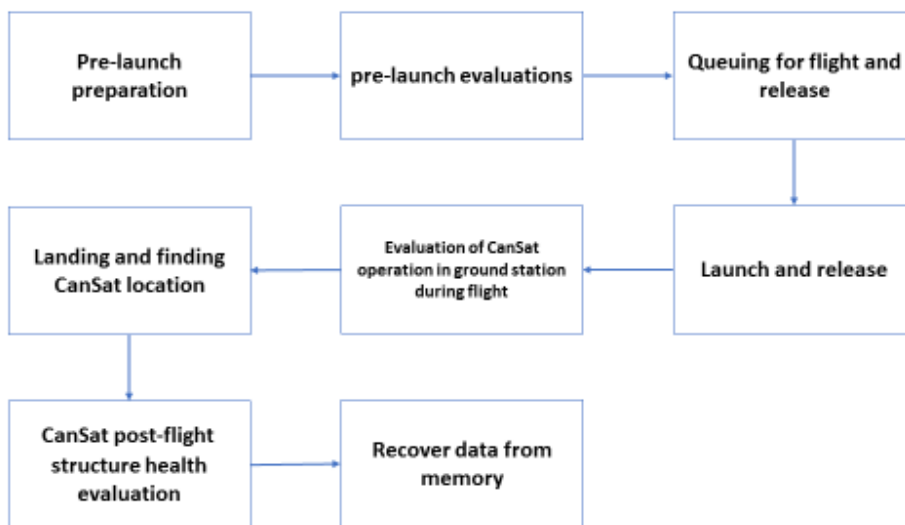 Pre-launch
preparation
pre-launch evaluations
Queuing for flight and
release
Launch and release
Evaluation of CanSat
operation in ground station
during flight
Landing and finding
CanSat location
CanSat post-flight
structure health
evaluation
Recover data from
memory